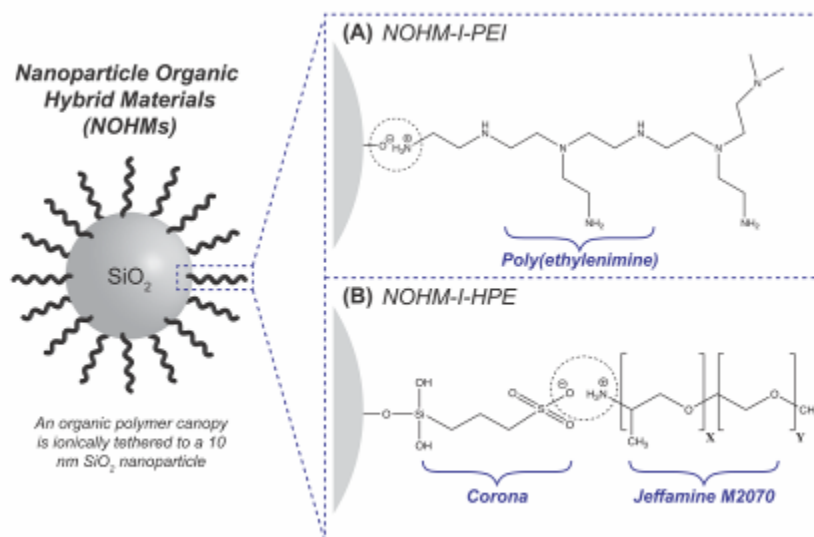 Nanoparticle Organic
Hybrid Materials
(NOHMs)
SiO₂
An organic polymer canopy
is ionically tethered to a 10
nm SiO₂ nanoparticle
(A) NOHM-I-PEI
O⊖ H₂N⊕
H
N
N
H
N
N
N
NH₂
NH₂
Poly(ethylenimine)
(B) NOHM-I-HPE
OH
O
Si
OH
O
S
O
O⊖
H₂N⊕
CH₃
O
X
O
Y
CH₃
Corona
Jeffamine M2070